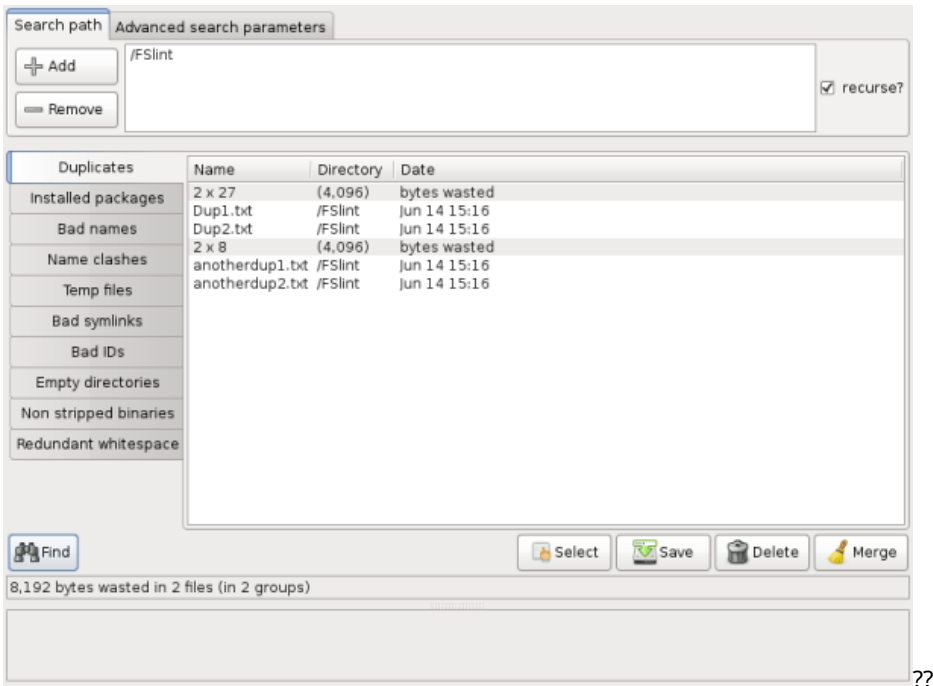 Search path Advanced search parameters
Add
/FSlint
recurse?
Remove
Duplicates
Installed packages
Bad names
Name clashes
Temp files
Bad symlinks
Bad IDs
Empty directories
Non stripped binaries
Redundant whitespace
Name Directory Date
2 x 27 (4,096) bytes wasted
Dup1.txt /FSlint Jun 14 15:16
Dup2.txt /FSlint Jun 14 15:16
2 x 8 (4,096) bytes wasted
anotherdup1.txt /FSlint Jun 14 15:16
anotherdup2.txt /FSlint Jun 14 15:16
Find Select Save Delete Merge
8,192 bytes wasted in 2 files (in 2 groups)
??